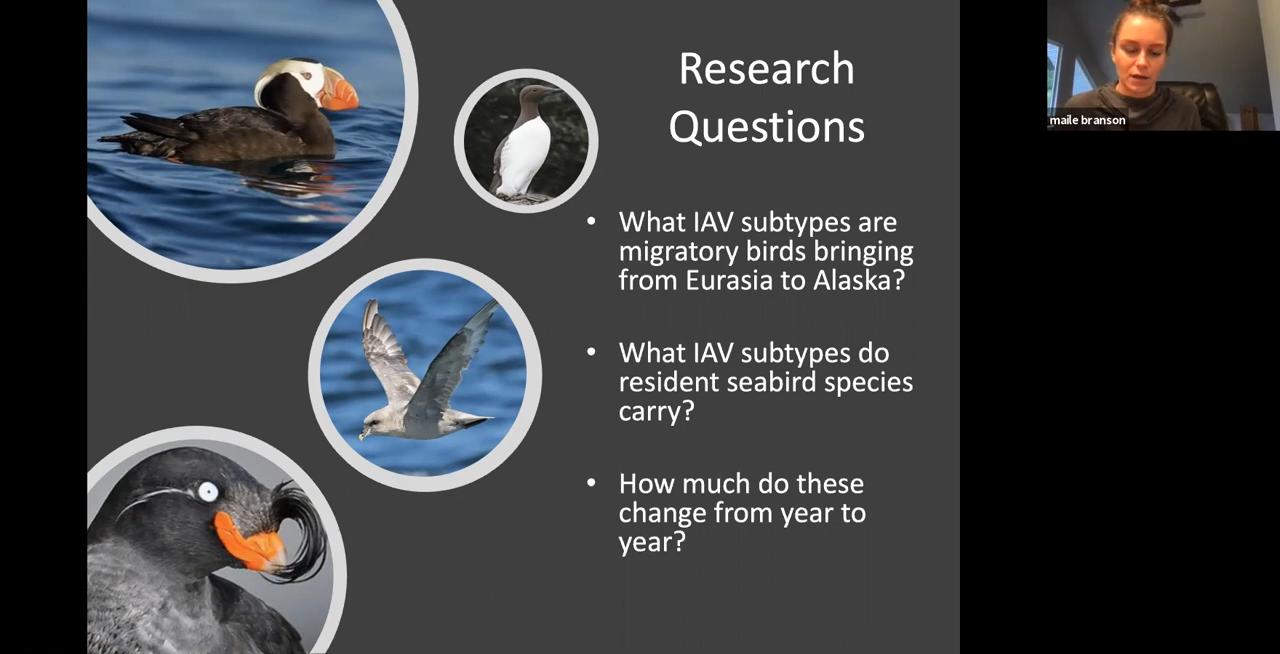 Research
Questions
• What IAV subtypes are
migratory birds bringing
from Eurasia to Alaska?
• What IAV subtypes do
resident seabird species
carry?
• How much do these
change from year to
year?
maile branson